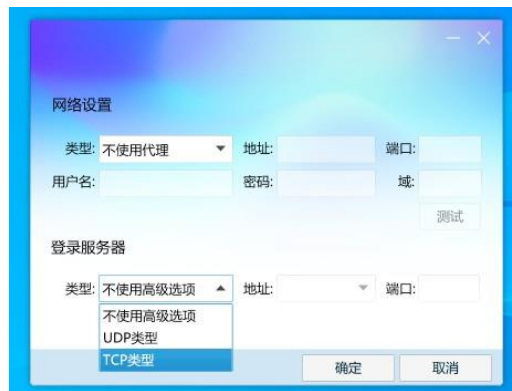 网络设置
类型: 不使用代理 地址: 端口:
用户名: 密码: 域:
测试
登录服务器
类型: 不使用高级选项 地址: 端口:
不使用高级选项
UDP类型
TCP类型
确定 取消